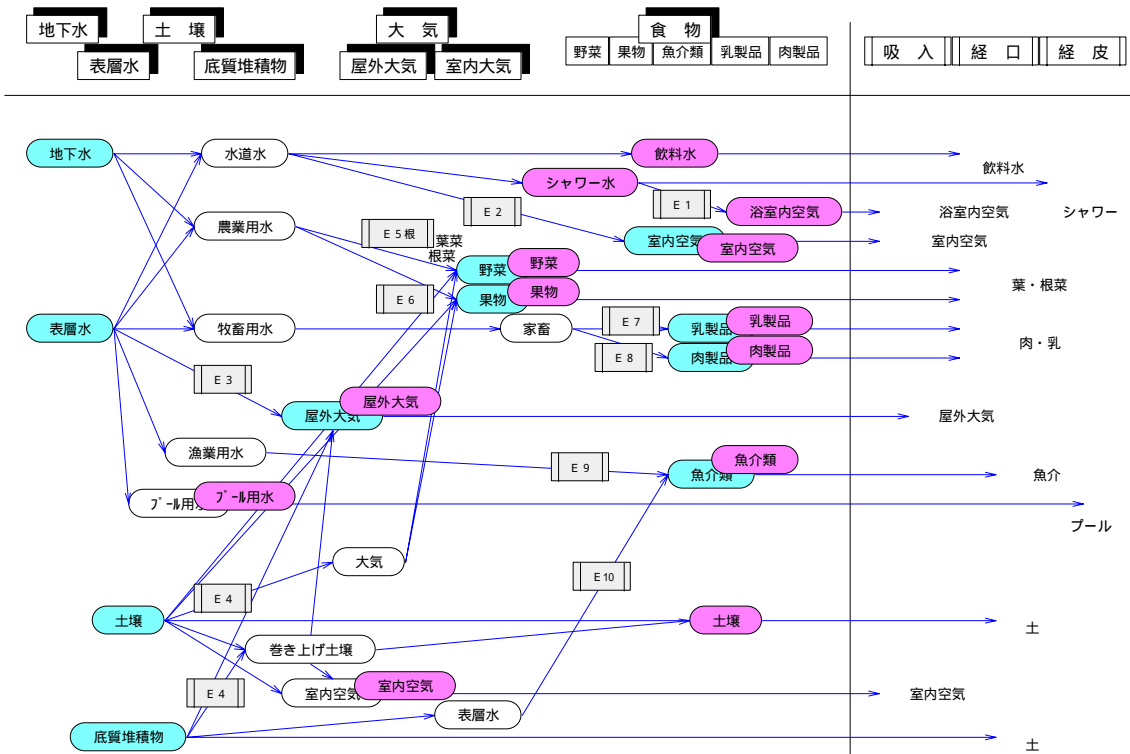 地下水 土　壌 大　気 食　物
野菜 果物 魚介類 乳製品 肉製品 吸　入 経　口 経　皮
表層水 底質堆積物 屋外大気 室内大気
地下水 水道水 飲料水
飲料水
シャワー水
E 1
E 2 浴室内空気 浴室内空気 シャワー
農業用水 E 5 根 葉菜 室内空気 室内空気 室内空気
根菜
野菜 野菜
葉・根菜
E 6 果物 果物
表層水 牧畜用水 家畜 E 7 乳製品 乳製品
肉・乳
E 8 肉製品 肉製品
E 3
屋外大気 屋外大気 屋外大気
漁業用水 E 9 魚介類 魚介類 魚介
ﾌﾟｰﾙ用水 ﾌﾟｰﾙ用水
プール
大気 E 10
E 4
土壌 土壌 土
巻き上げ土壌
E 4 室内空気 室内空気 室内空気
表層水
底質堆積物 土